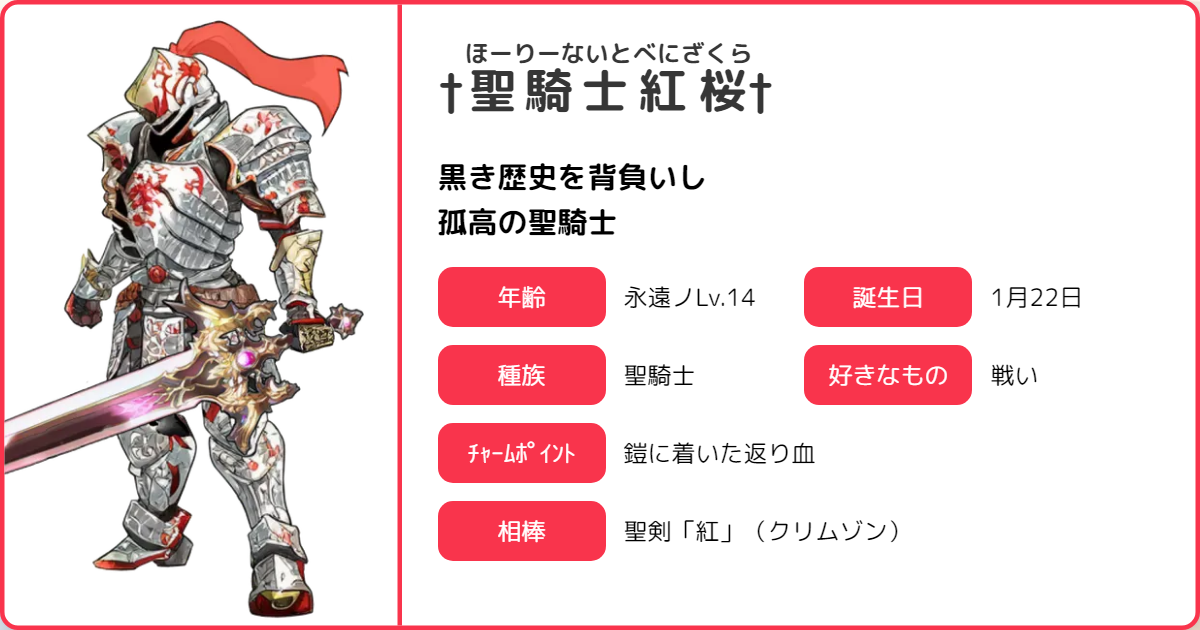 ほーりーないとべにざくら
†聖騎士紅桜†
黒き歴史を背負いし
孤高の聖騎士
年齢 永遠ノLv.14 誕生日 1月22日
種族 聖騎士 好きなもの 戦い
ﾁｬｰﾑﾎﾟｲﾝﾄ 鎧に着いた返り血
相棒 聖剣「紅」（クリムゾン）